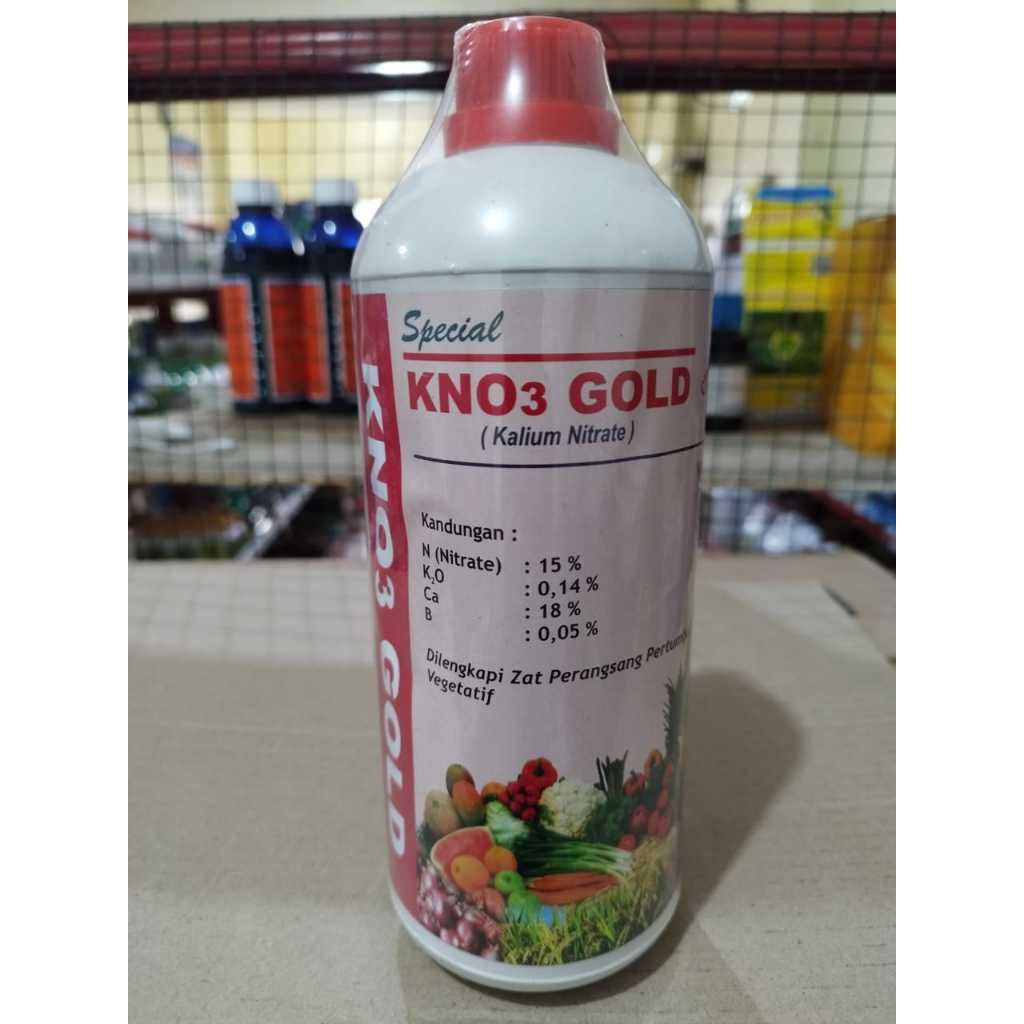 Special
KNO3 GOLD
( Kalium Nitrate )
Kandungan :
N (Nitrate) : 15 %
K₂O : 0,14 %
Ca : 18 %
B : 0,05 %
Dilengkapi Zat Perangsang
Vegetatif
KNO3 GOLD